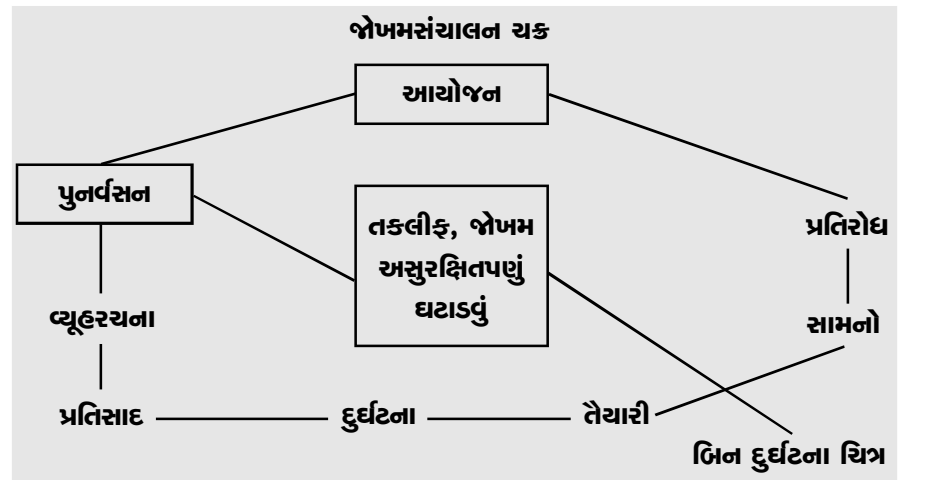 જોખમસંચાલન ચક્ર
આયોજન
પુનર્વસન
તકલીફ, જોખમ
અસુરક્ષિતપણું
ઘટાડવું
પ્રતિરોધ
વ્યૂહરચના
સામનો
પ્રતિસાદ
દુર્ઘટના
તૈયારી
બિન દુર્ઘટના ચિત્ર